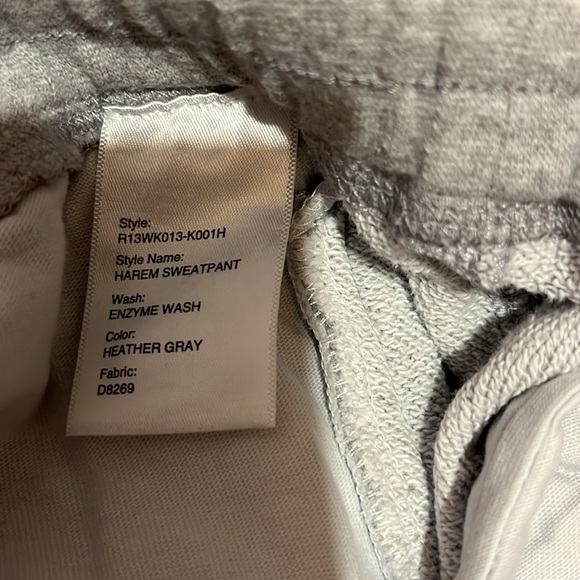 Style:
R13WK013-K001H
Style Name:
HAREM SWEATPANT
Wash:
ENZYME WASH
Color:
HEATHER GRAY
Fabric:
D8269